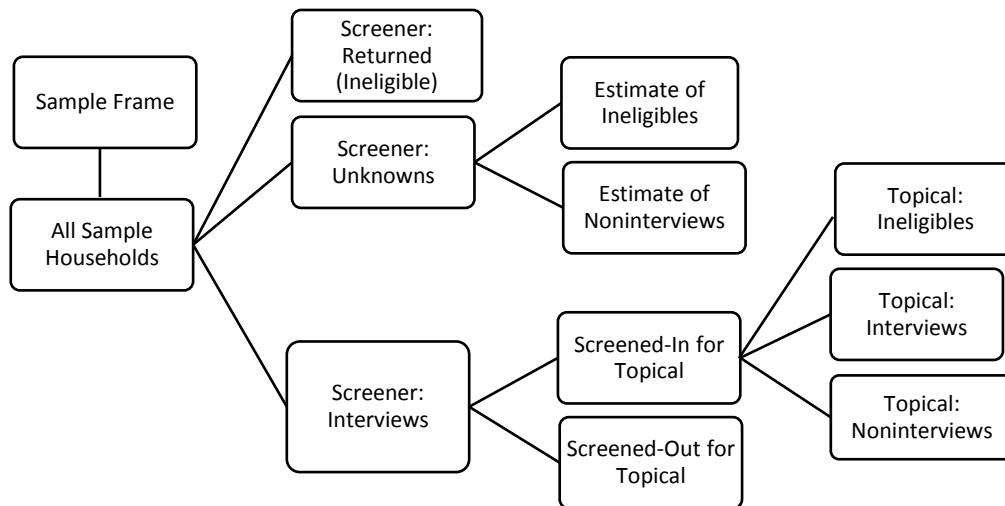 Sample Frame
All Sample
Households
Screener:
Returned
(Ineligible)
Screener:
Unknowns
Screener:
Interviews
Estimate of
Ineligibles
Estimate of
Noninterviews
Screened-In for
Topical
Screened-Out for
Topical
Topical:
Ineligibles
Topical:
Interviews
Topical:
Noninterviews